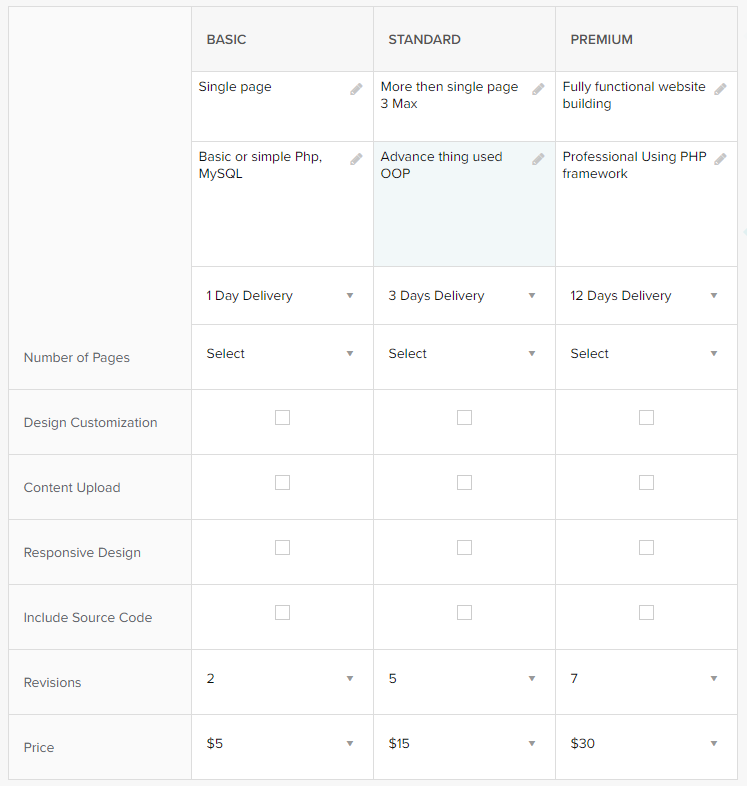 BASIC STANDARD PREMIUM
Single page More then single page Fully functional website
3 Max building
Basic or simple Php, Advance thing used Professional Using PHP
MySQL OOP framework
1 Day Delivery 3 Days Delivery 12 Days Delivery
Number of Pages Select Select Select
Design Customization
Content Upload
Responsive Design
Include Source Code
Revisions 2 5 7
Price $5 $15 $30